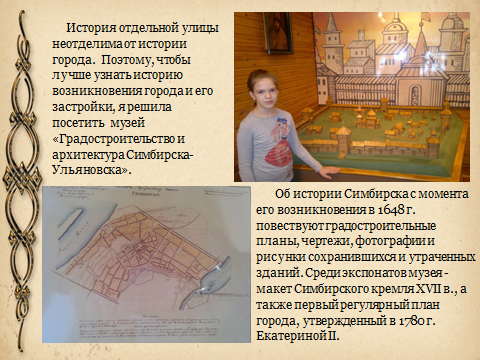 История отдельной улицы
неотделима от истории
города. Поэтому, чтобы
лучше узнать историю
возникновения города и его
застройки, я решила
посетить музей
«Градостроительство и
архитектура Симбирска-
Ульяновска».
Об истории Симбирска с момента
его возникновения в 1648 г.
повествуют градостроительные
планы, чертежи, фотографии и
рисунки сохранившихся и утраченных
зданий. Среди экспонатов музея -
макет Симбирского кремля XVII в., а
также первый регулярный план
города, утвержденный в 1780 г.
Екатериной II.